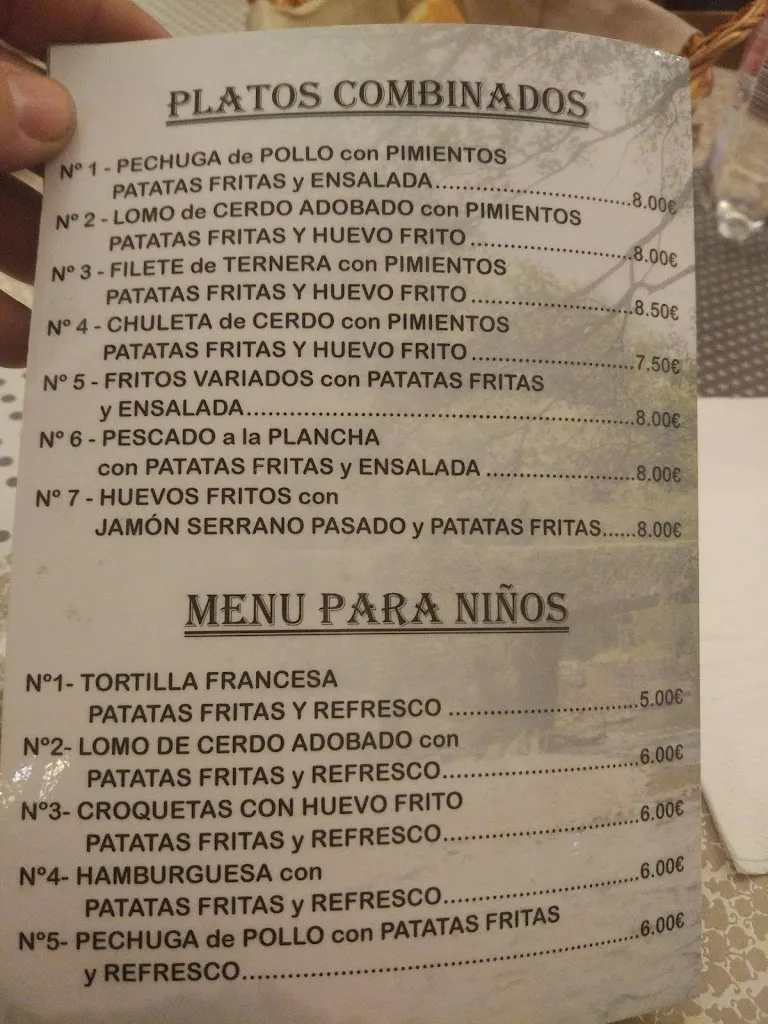 PLATOS COMBINADOS
Nº 1 - PECHUGA de POLLO con PIMIENTOS
PATATAS FRITAS y ENSALADA..............................8.00€
Nº 2 - LOMO de CERDO ADOBADO con PIMIENTOS
PATATAS FRITAS Y HUEVO FRITO.........................8.00€
Nº 3 - FILETE de TERNERA con PIMIENTOS
PATATAS FRITAS Y HUEVO FRITO.........................8.50€
Nº 4 - CHULETA de CERDO con PIMIENTOS
PATATAS FRITAS Y HUEVO FRITO.........................7.50€
Nº 5 - FRITOS VARIADOS con PATATAS FRITAS
y ENSALADA............................................................8.00€
Nº 6 - PESCADO a la PLANCHA
con PATATAS FRITAS y ENSALADA.......................8.00€
Nº 7 - HUEVOS FRITOS con
JAMÓN SERRANO PASADO y PATATAS FRITAS......8.00€
MENU PARA NIÑOS
Nº1- TORTILLA FRANCESA
PATATAS FRITAS Y REFRESCO..............................5.00€
Nº2- LOMO DE CERDO ADOBADO con
PATATAS FRITAS y REFRESCO..............................6.00€
Nº3- CROQUETAS CON HUEVO FRITO
PATATAS FRITAS y REFRESCO..............................6.00€
Nº4- HAMBURGUESA con
PATATAS FRITAS y REFRESCO..............................6.00€
Nº5- PECHUGA de POLLO con PATATAS FRITAS
y REFRESCO............................................................6.00€